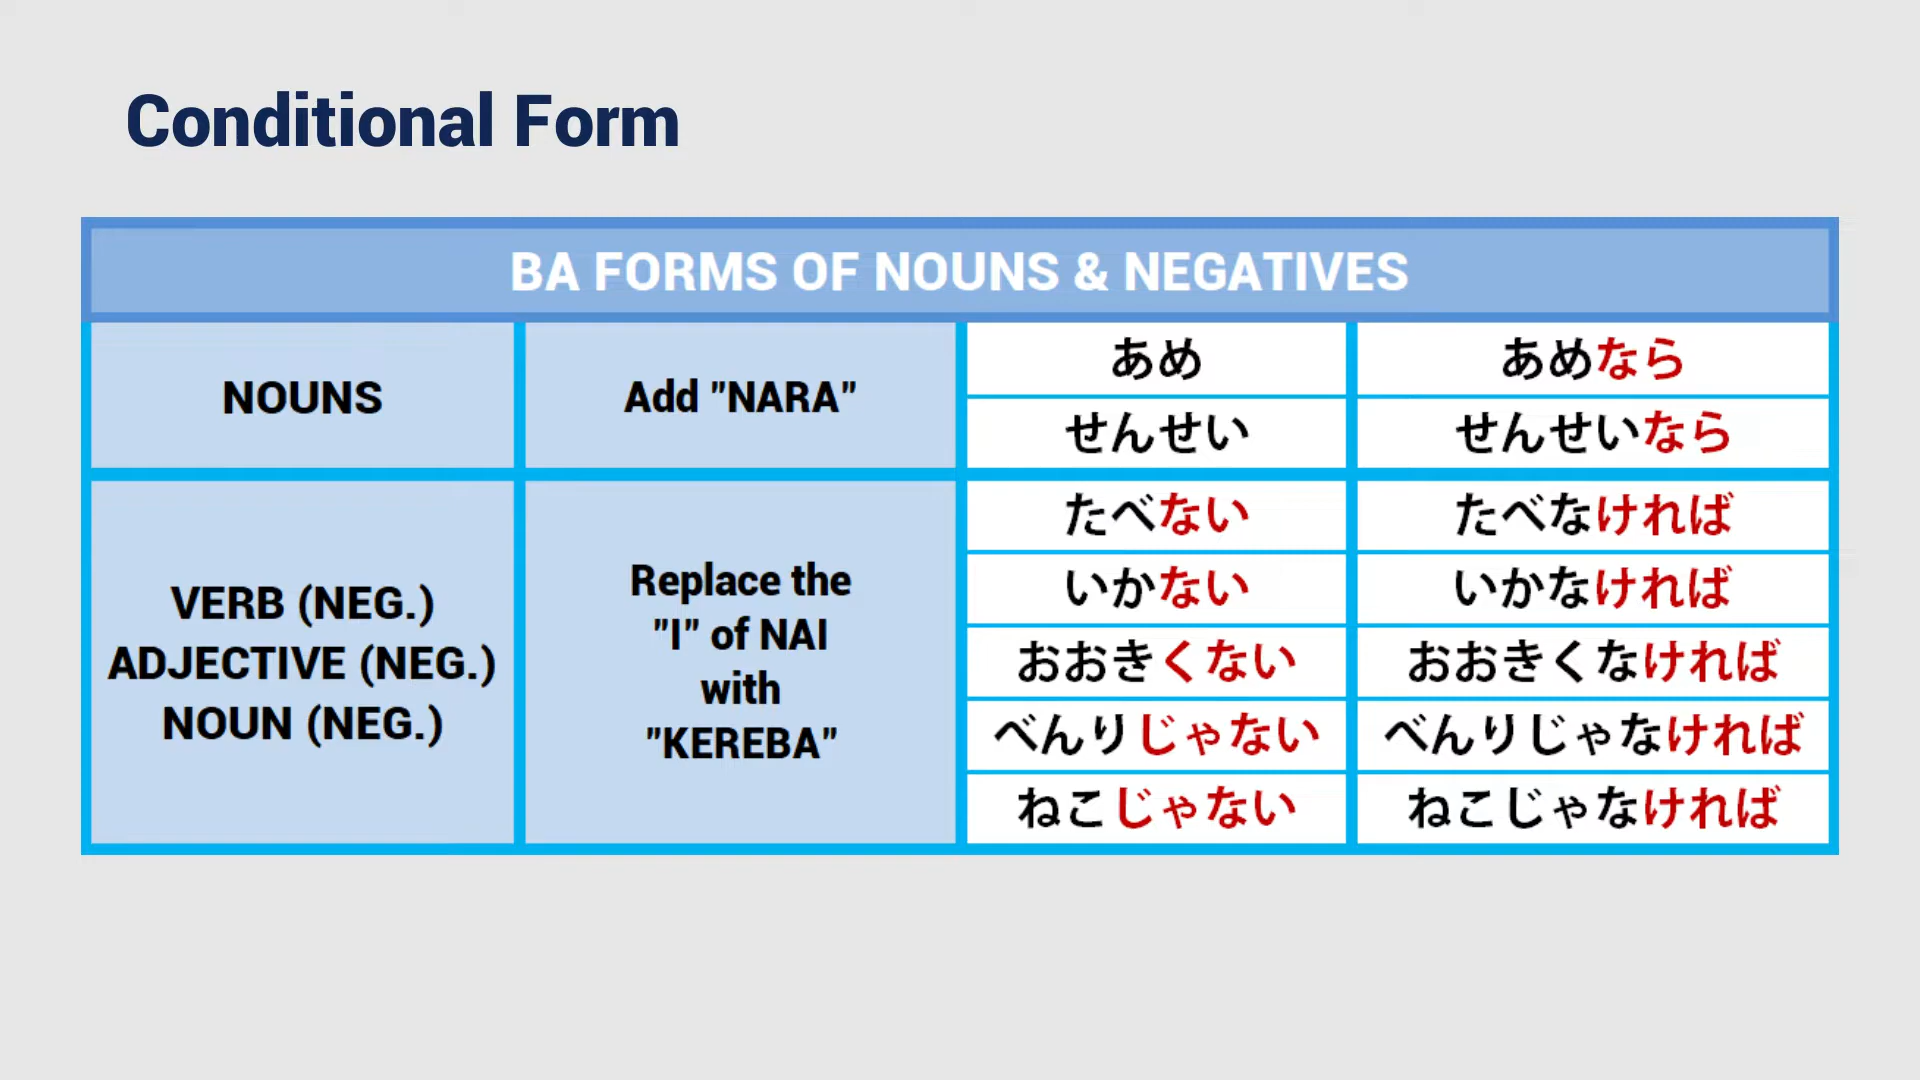 Conditional Form
BA FORMS OF NOUNS & NEGATIVES
NOUNS
Add "NARA"
あめ
あめなら
せんせい
せんせいなら
VERB (NEG.)
ADJECTIVE (NEG.)
NOUN (NEG.)
Replace the
"I" of NAI
with
"KEREBA"
たべない
たべなければ
いかない
いかなければ
おおきくない
おおきくなければ
べんりじゃない
べんりじゃなければ
ねこじゃない
ねこじゃなければ